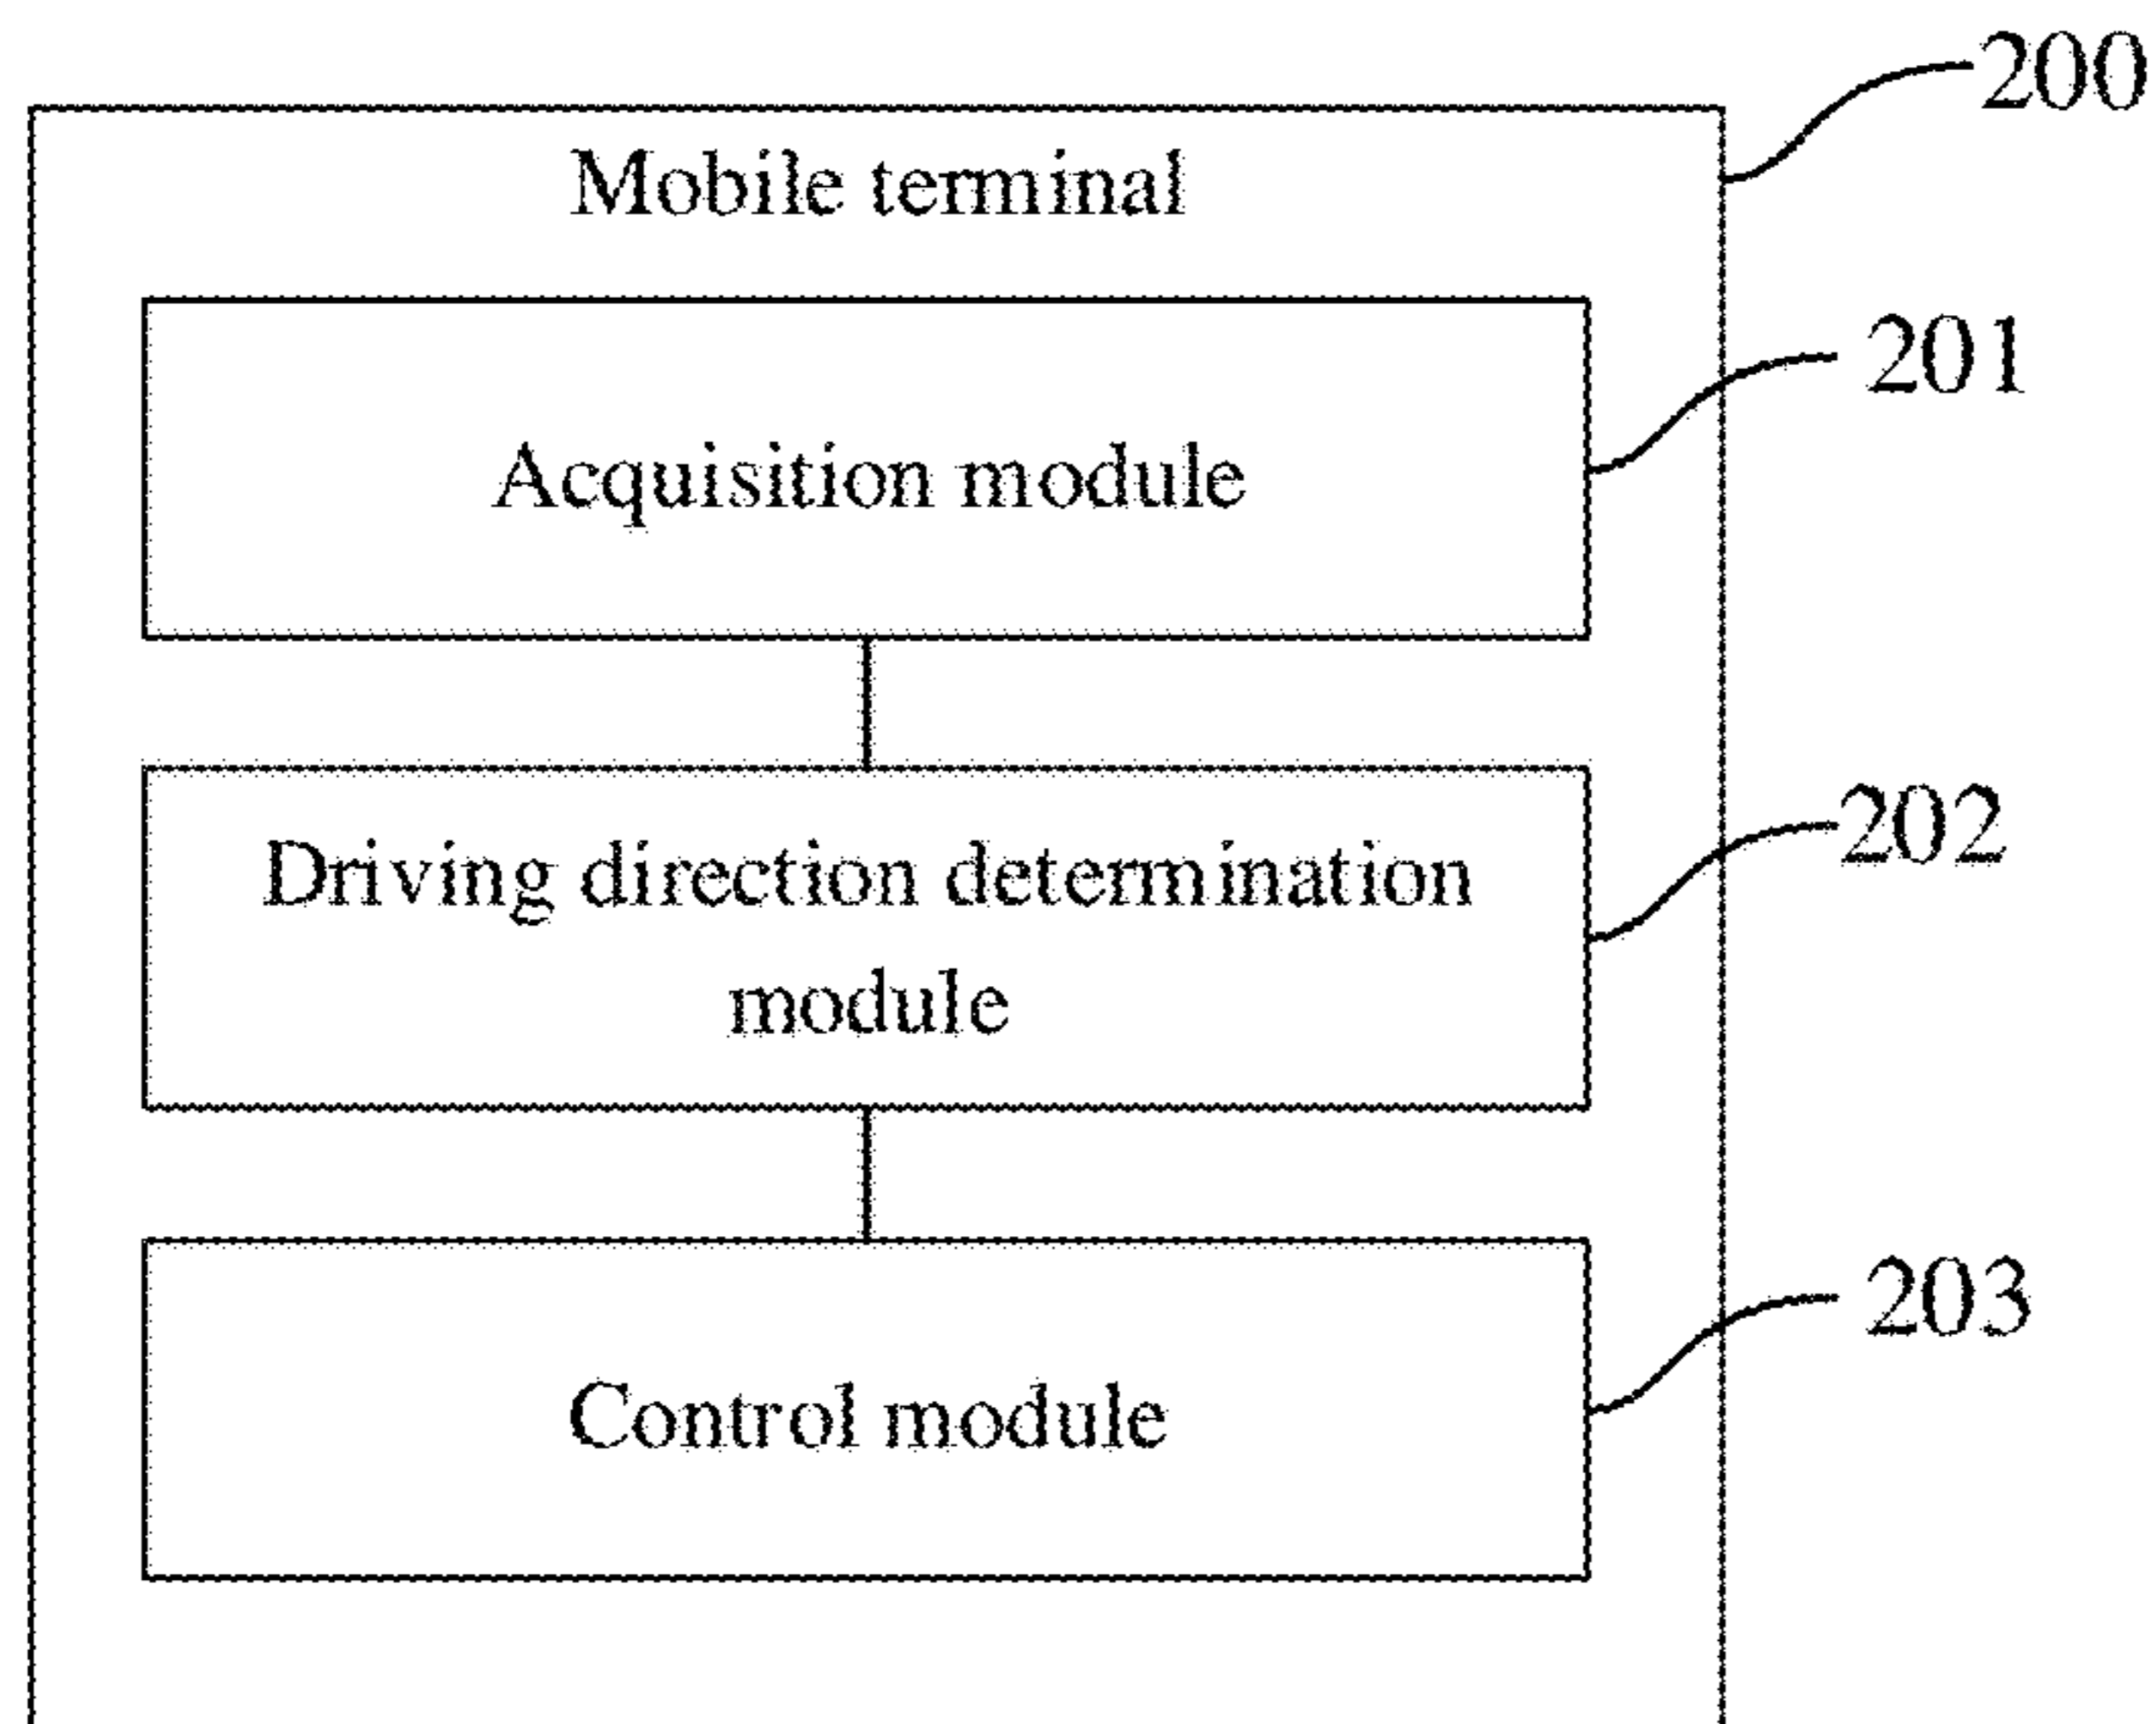 200
Mobile terminal
201
Acquisition module
202
Driving direction determination
module
203
Control module